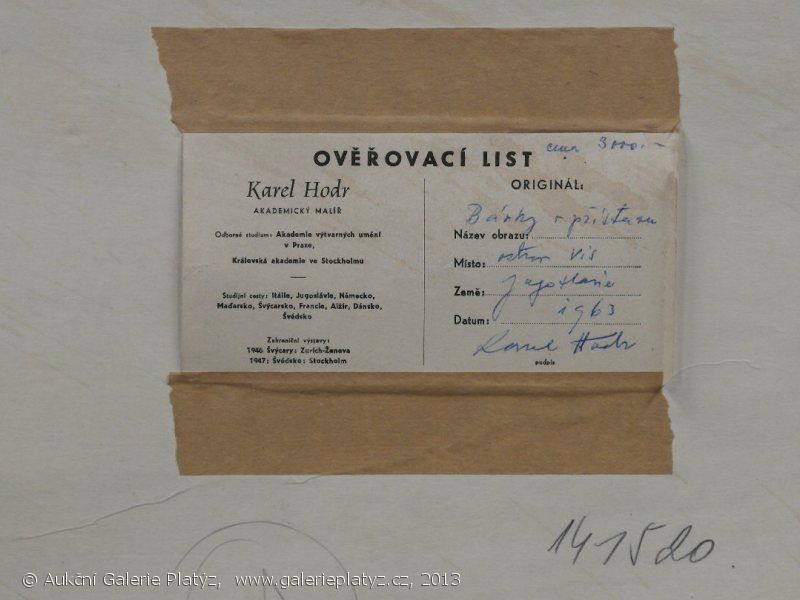 OVĚŘOVACÍ LIST
cena 3000.–
Karel Hodr
AKADEMICKÝ MALÍŘ
Odborné studium: Akademie výtvarných umění
v Praze,
Královská akademie ve Stockholmu
Studijní cesty: Itálie, Jugoslávie, Německo,
Maďarsko, Švýcarsko, Francie, Alžír, Dánsko,
Švédsko
Zahraniční výstavy:
1946 Švýcary: Zurich-Ženeva
1947: Švédsko: Stockholm
ORIGINÁL:
Bárky v přístavu
Název obrazu:
Místo: ostrov Vis
Země: Jugoslavie
Datum: 1963
Karel Hodr
podpis
141520
© Aukční Galerie Platýz, www.galerieplatyz.cz, 2013